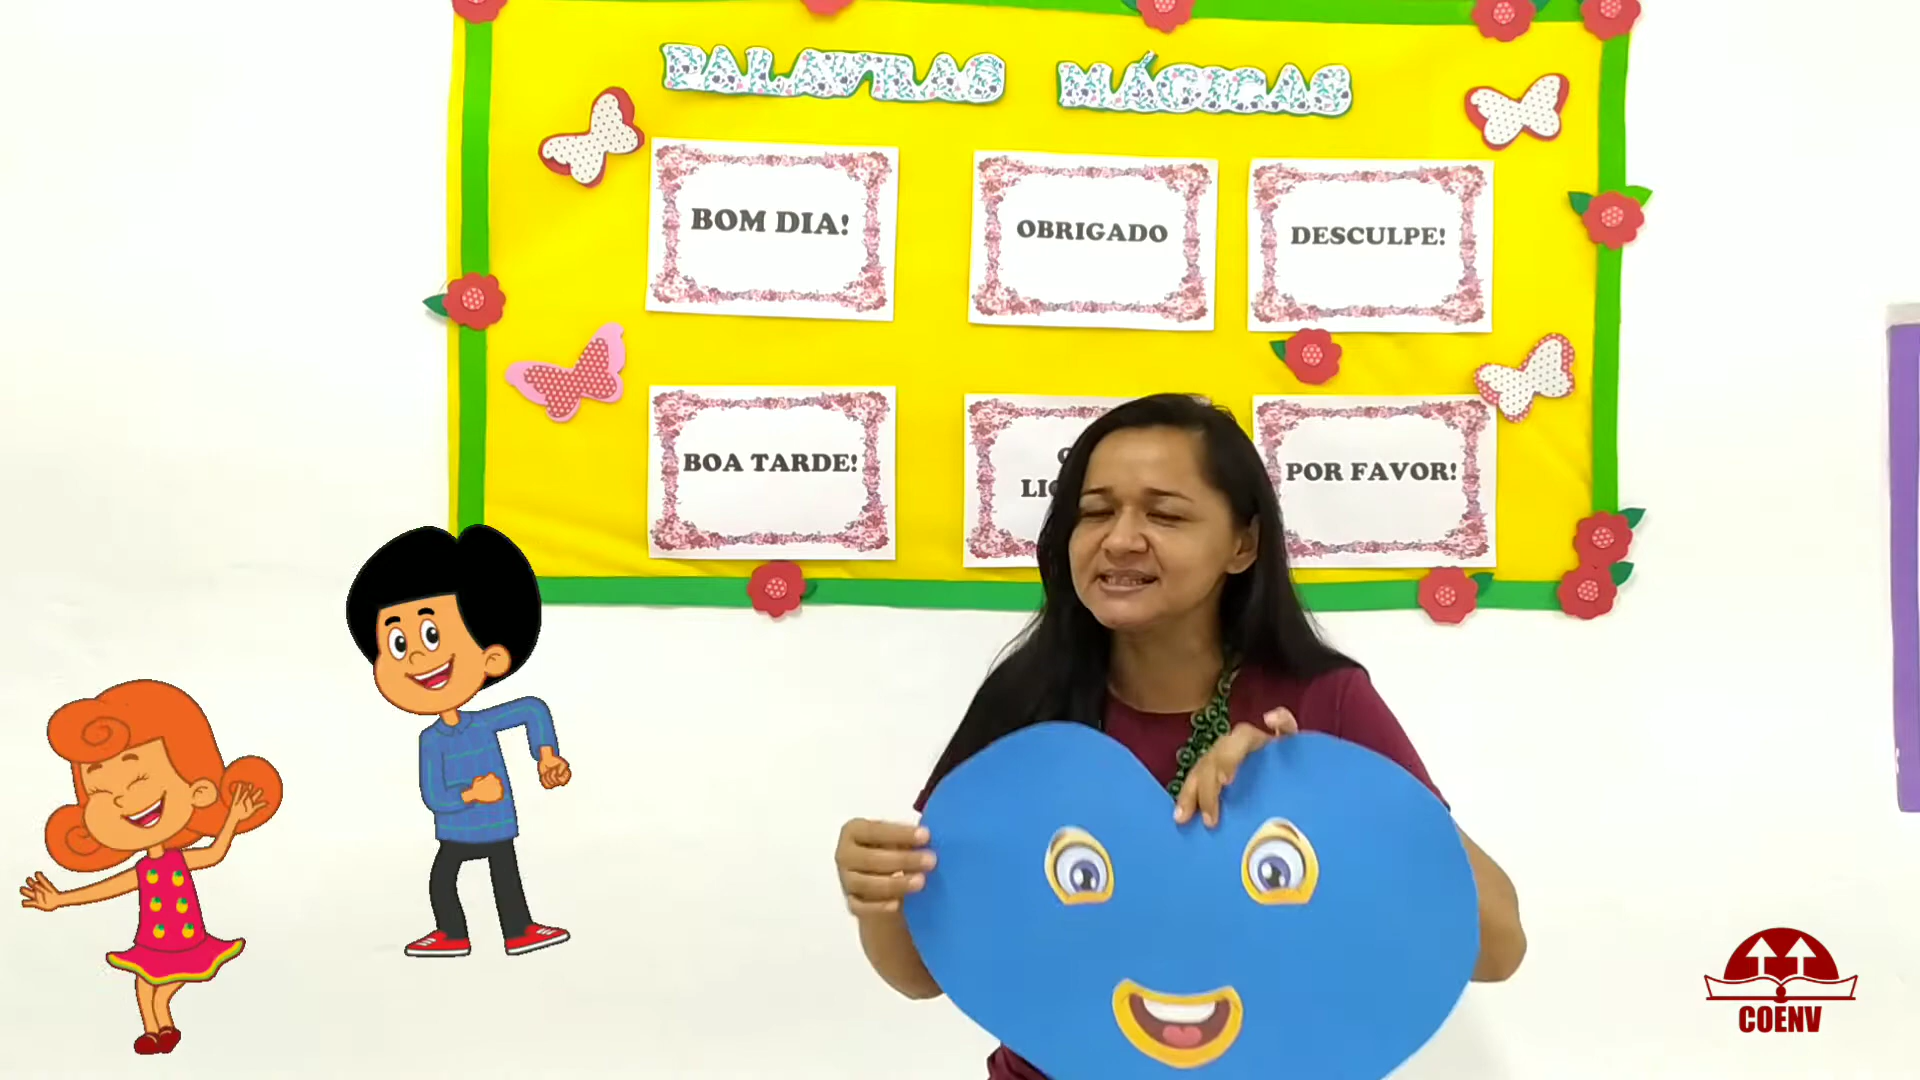 PALAVRAS MÁGICAS
BOM DIA!
OBRIGADO
DESCULPE!
BOA TARDE!
POR FAVOR!
COENV